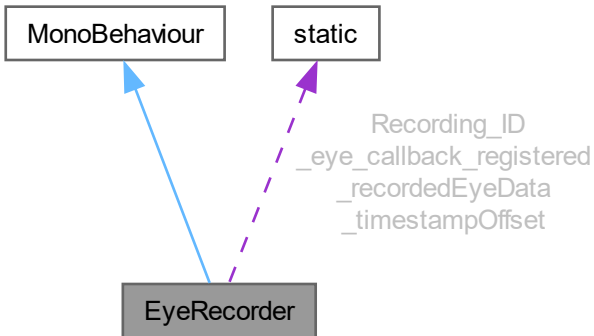 MonoBehaviour
static
Recording_ID
_eye_callback_registered
_recordedEyeData
_timestampOffset
EyeRecorder